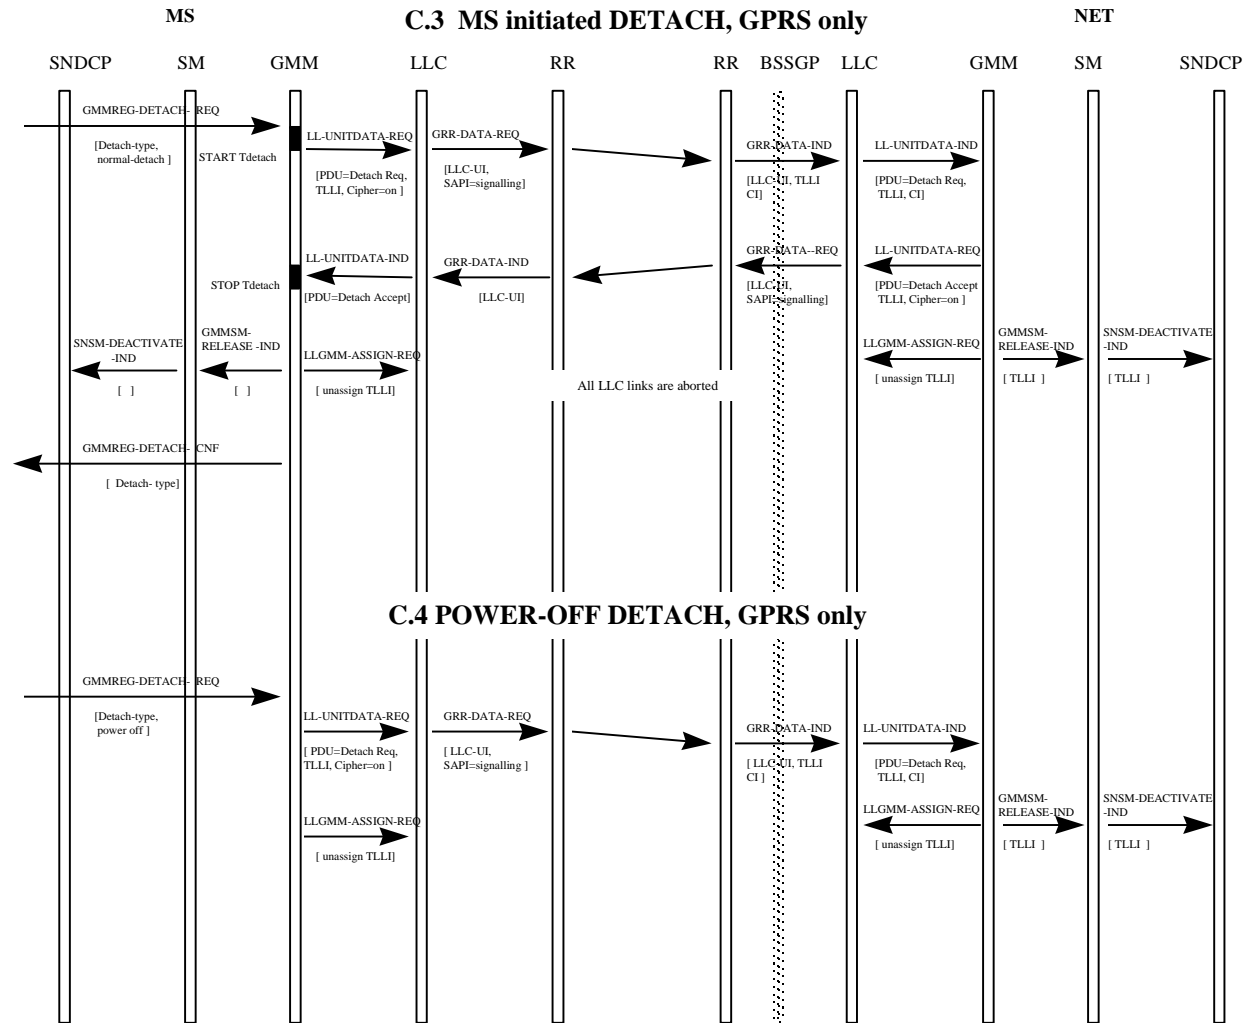 MS
C.3 MS initiated DETACH, GPRS only
NET
SNDCP SM GMM LLC RR RR BSSGP LLC GMM SM SNDCP
GMMREG-DETACH- REQ
[Detach-type,
normal-detach ]
START Tdetach
LL-UNITDATA-REQ
[PDU=Detach Req,
TLLI, Cipher=on ]
GRR-DATA-REQ
[LLC-UI,
SAPI=signalling]
GRR-DATA-IND
[LLC-UI, TLLI
CI]
LL-UNITDATA-IND
[PDU=Detach Req,
TLLI, CI]
STOP Tdetach
LL-UNITDATA-IND
[PDU=Detach Accept]
GRR-DATA-IND
[LLC-UI]
GRR-DATA--REQ
[LLC-UI,
SAPI=signalling]
LL-UNITDATA-REQ
[PDU=Detach Accept
TLLI, Cipher=on ]
SNSM-DEACTIVATE
-IND
[ ]
GMMSM-
RELEASE -IND
[ ]
LLGMM-ASSIGN-REQ
[ unassign TLLI]
All LLC links are aborted
LLGMM-ASSIGN-REQ
[ unassign TLLI]
GMMSM-
RELEASE-IND
[ TLLI ]
SNSM-DEACTIVATE
-IND
[ TLLI ]
GMMREG-DETACH- CNF
[ Detach- type]
C.4 POWER-OFF DETACH, GPRS only
GMMREG-DETACH- REQ
[Detach-type,
power off ]
LL-UNITDATA-REQ
[ PDU=Detach Req,
TLLI, Cipher=on ]
GRR-DATA-REQ
[ LLC-UI,
SAPI=signalling ]
GRR-DATA-IND
[ LLC-UI, TLLI
CI ]
LL-UNITDATA-IND
[PDU=Detach Req,
TLLI, CI]
LLGMM-ASSIGN-REQ
[ unassign TLLI]
LLGMM-ASSIGN-REQ
[ unassign TLLI]
GMMSM-
RELEASE-IND
[ TLLI ]
SNSM-DEACTIVATE
-IND
[ TLLI ]